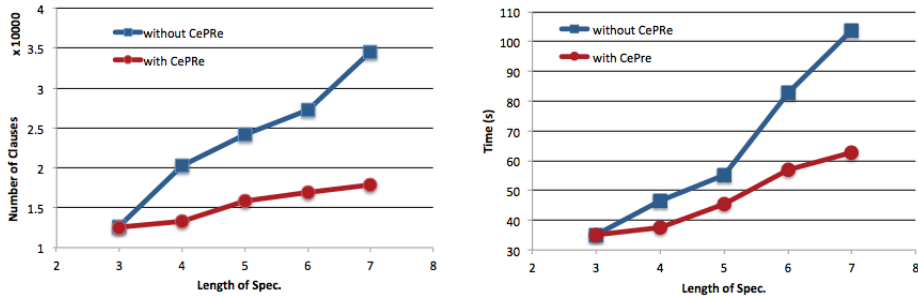 x 10000
Number of Clauses
4
3.5
3
2.5
2
1.5
1
without CePRe
with CePRe
2 3 4 5 6 7 8
Length of Spec.
Time (s)
110
100
90
80
70
60
50
40
30
without CePRe
with CePre
2 3 4 5 6 7 8
Length of Spec.